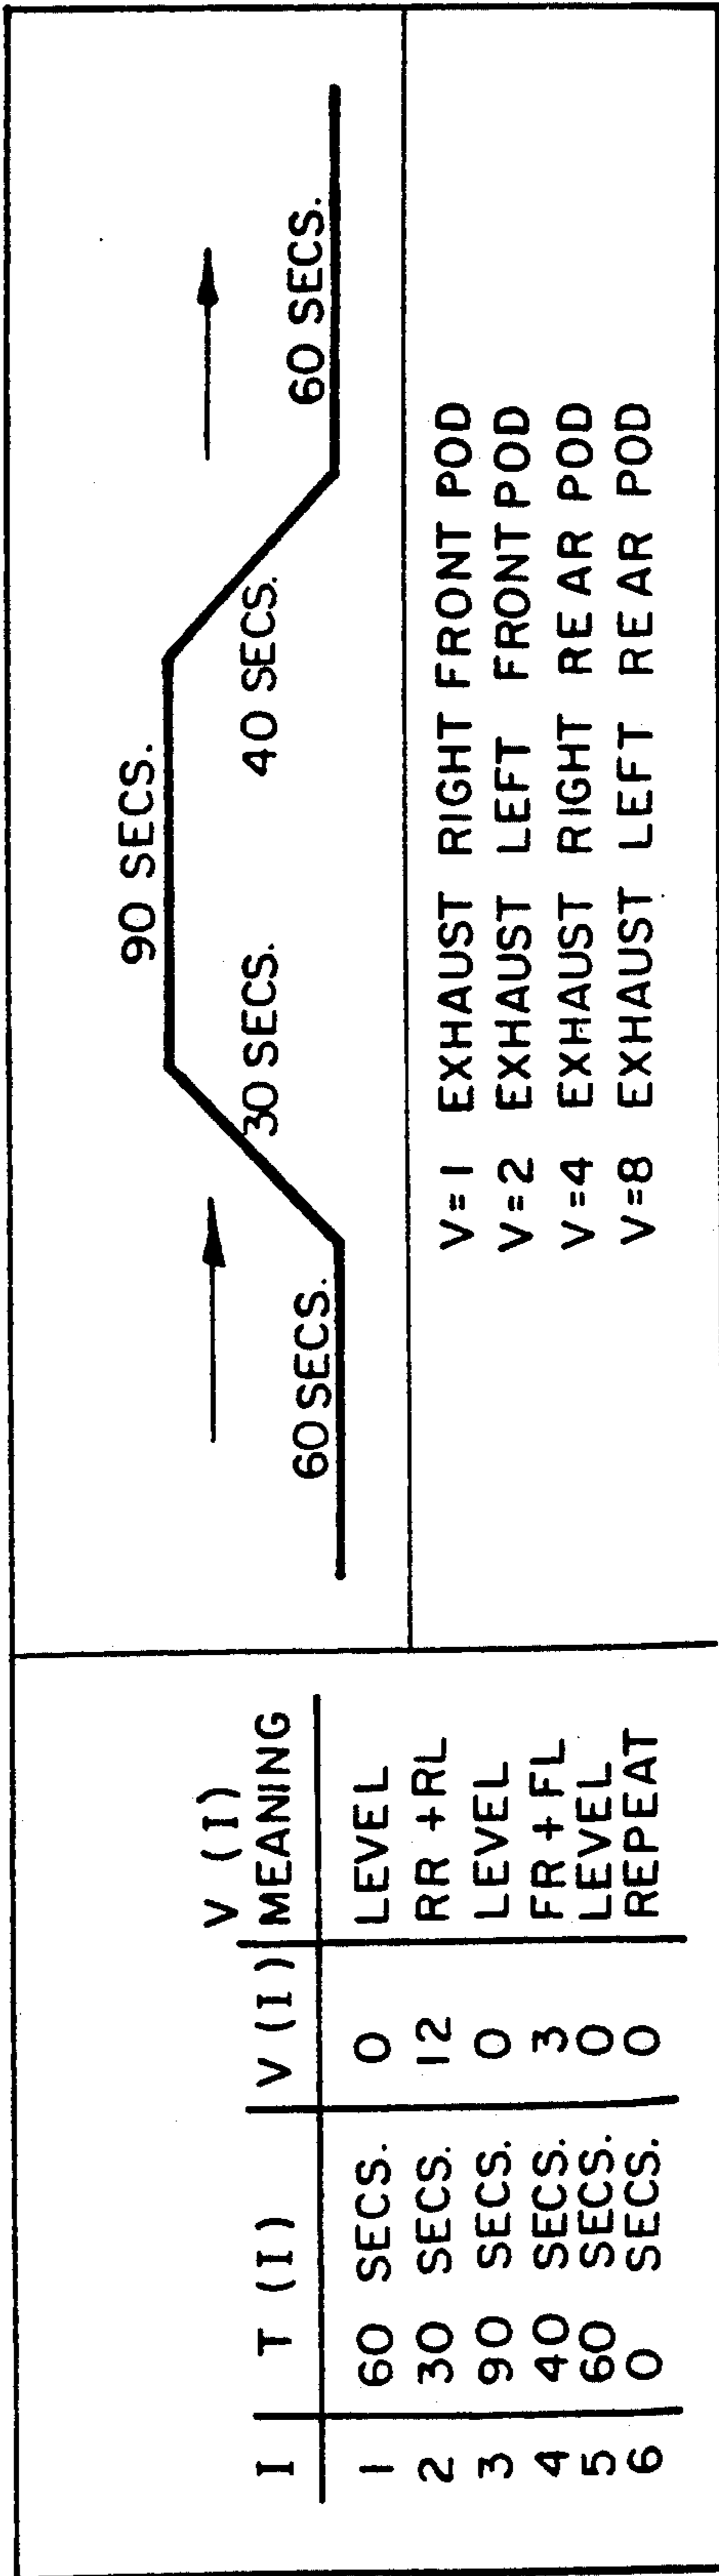 V (I)
I T (I) V (I) MEANING
1 60 SECS. 0 LEVEL
2 30 SECS. 12 RR + RL
3 90 SECS. 0 LEVEL
4 40 SECS. 3 FR + FL
5 60 SECS. 0 LEVEL
6 0 SECS. 0 REPEAT
90 SECS.
30 SECS.
40 SECS.
60 SECS.
60 SECS.
V = 1 EXHAUST RIGHT FRONT POD
V = 2 EXHAUST LEFT FRONT POD
V = 4 EXHAUST RIGHT REAR POD
V = 8 EXHAUST LEFT REAR POD